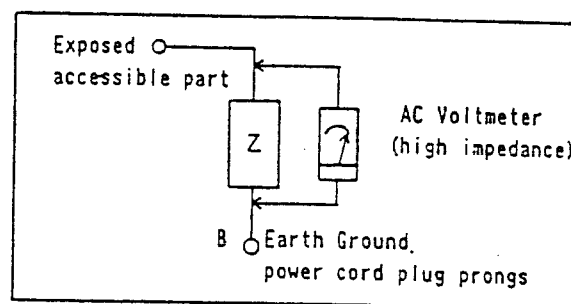 Exposed
accessible part
Z
AC Voltmeter
(high impedance)
B
Earth Ground.
power cord plug prongs